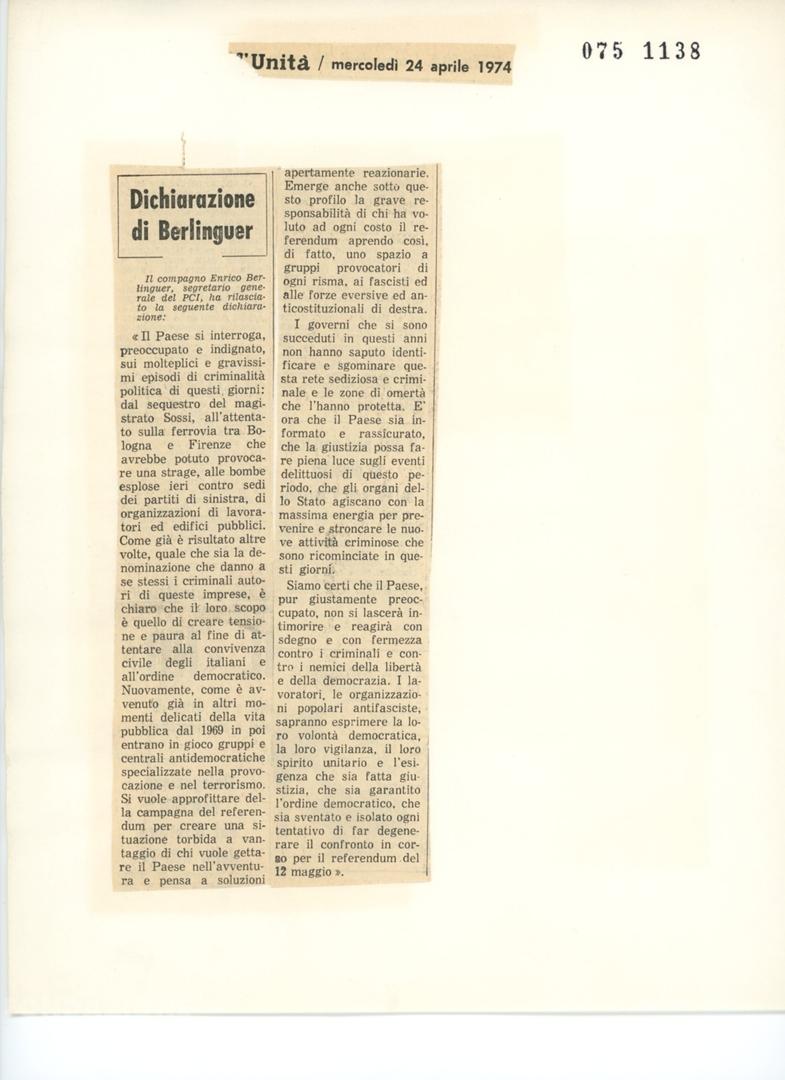 l'Unità / mercoledì 24 aprile 1974
075 1138
Dichiarazione
di Berlinguer
Il compagno Enrico Ber-
linguer, segretario gene-
rale del PCI, ha rilascia-
to la seguente dichiara-
zione:
« Il Paese si interroga,
preoccupato e indignato,
sui molteplici e gravissi-
mi episodi di criminalità
politica di questi giorni:
dal sequestro del magi-
strato Sossi, all'attenta-
to sulla ferrovia tra Bo-
logna e Firenze che
avrebbe potuto provoca-
re una strage, alle bombe
esplose ieri contro sedi
dei partiti di sinistra, di
organizzazioni di lavora-
tori ed edifici pubblici.
Come già è risultato altre
volte, quale che sia la de-
nominazione che danno a
se stessi i criminali auto-
ri di queste imprese, è
chiaro che il loro scopo
è quello di creare tensio-
ne e paura al fine di at-
tentare alla convivenza
civile degli italiani e
all'ordine democratico.
Nuovamente, come è av-
venuto già in altri mo-
menti delicati della vita
pubblica dal 1969 in poi
entrano in gioco gruppi e
centrali antidemocratiche
specializzate nella provo-
cazione e nel terrorismo.
Si vuole approfittare del-
la campagna del referen-
dum per creare una si-
tuazione torbida a van-
taggio di chi vuole getta-
re il Paese nell'avventu-
ra e pensa a soluzioni
apertamente reazionarie.
Emerge anche sotto que-
sto profilo la grave re-
sponsabilità di chi ha vo-
luto ad ogni costo il re-
ferendum aprendo così,
di fatto, uno spazio a
gruppi provocatori di
ogni risma, ai fascisti ed
alle forze eversive ed an-
ticostituzionali di destra.
I governi che si sono
succeduti in questi anni
non hanno saputo identi-
ficare e sgominare que-
sta rete sediziosa e crimi-
nale e le zone di omertà
che l'hanno protetta. E'
ora che il Paese sia in-
formato e rassicurato,
che la giustizia possa fa-
re piena luce sugli eventi
delittuosi di questo pe-
riodo, che gli organi del-
lo Stato agiscano con la
massima energia per pre-
venire e stroncare le nuo-
ve attività criminose che
sono ricominciate in que-
sti giorni.
Siamo certi che il Paese,
pur giustamente preoc-
cupato, non si lascerà in-
timorire e reagirà con
sdegno e con fermezza
contro i criminali e con-
tro i nemici della libertà
e della democrazia. I la-
voratori, le organizzazio-
ni popolari antifasciste,
sapranno esprimere la lo-
ro volontà democratica,
la loro vigilanza, il loro
spirito unitario e l'esi-
genza che sia fatta giu-
stizia, che sia garantito
l'ordine democratico, che
sia sventato e isolato ogni
tentativo di far degene-
rare il confronto in cor-
so per il referendum del
12 maggio ».